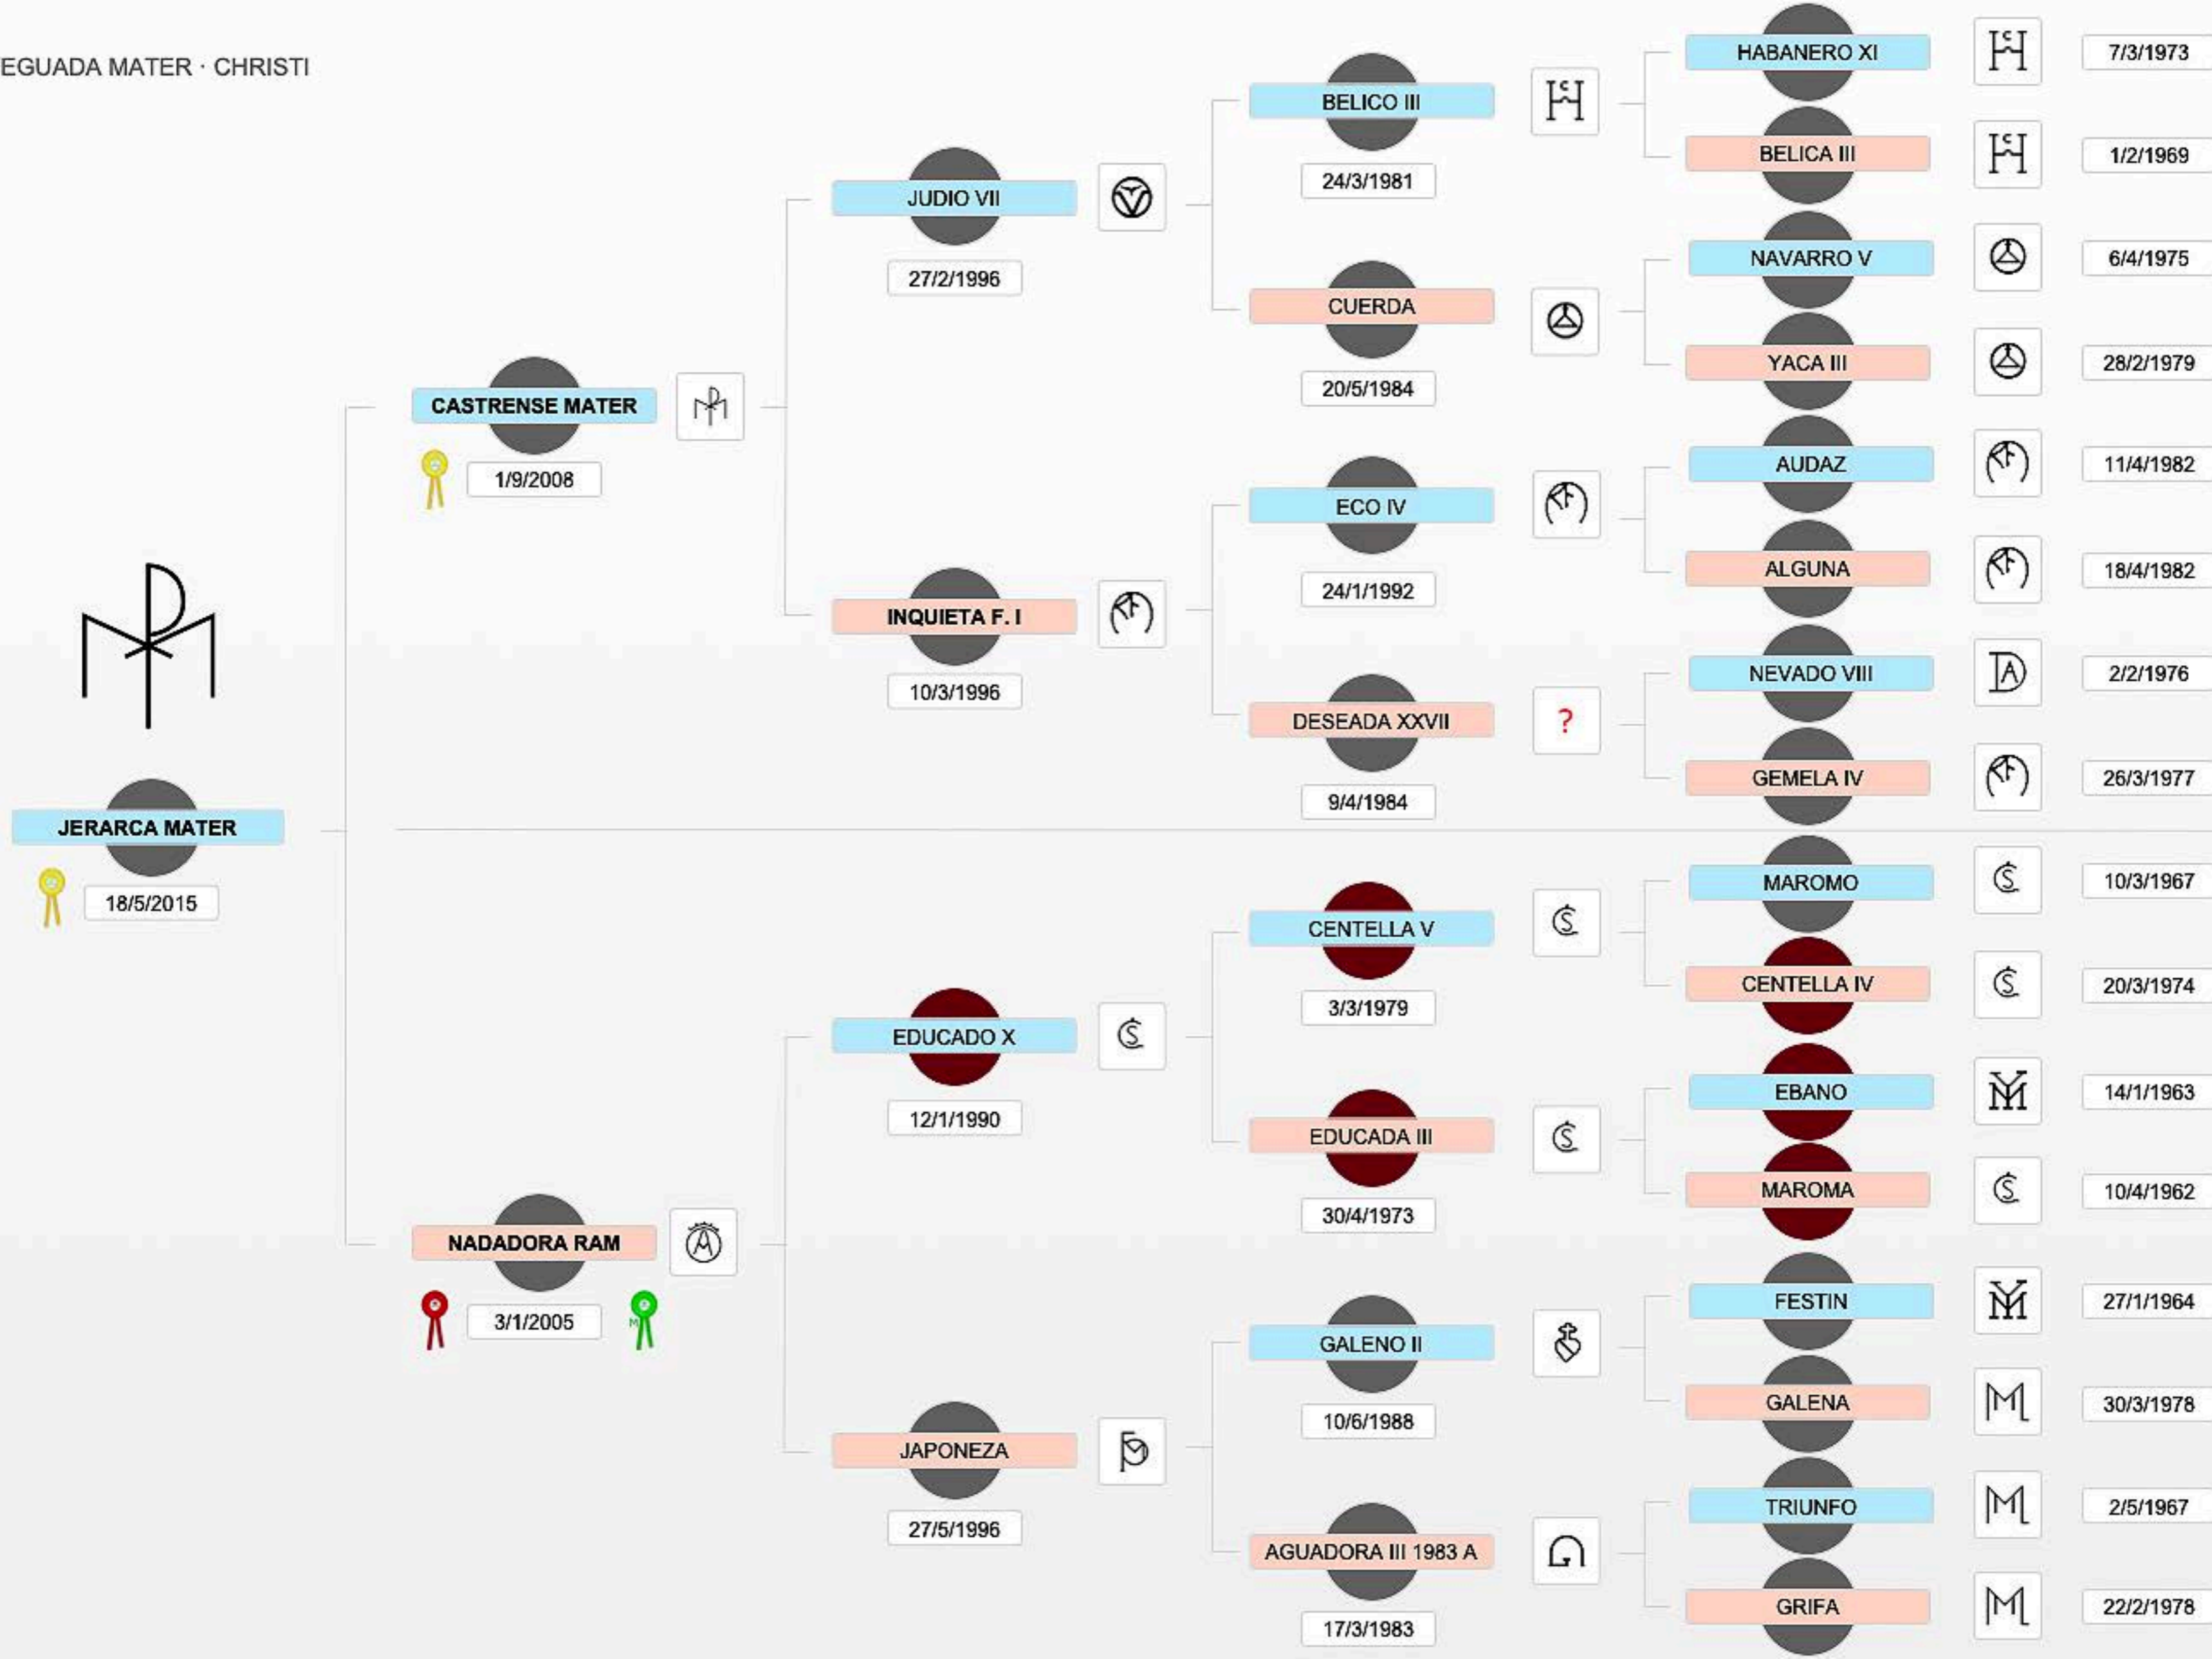 EGUADA MATER · CHRISTI
JERARCA MATER
18/5/2015
CASTRENSE MATER
1/9/2008
NADADORA RAM
3/1/2005
M
JUDIO VII
27/2/1996
INQUIETA F. I
10/3/1996
EDUCADO X
12/1/1990
JAPONEZA
27/5/1996
BELICO III
24/3/1981
CUERDA
20/5/1984
ECO IV
24/1/1992
DESEADA XXVII
?
9/4/1984
CENTELLA V
3/3/1979
EDUCADA III
30/4/1973
GALENO II
10/6/1988
AGUADORA III 1983 A
17/3/1983
HABANERO XI 7/3/1973
BELICA III 1/2/1969
NAVARRO V 6/4/1975
YACA III 28/2/1979
AUDAZ 11/4/1982
ALGUNA 18/4/1982
NEVADO VIII 2/2/1976
GEMELA IV 26/3/1977
MAROMO 10/3/1967
CENTELLA IV 20/3/1974
EBANO 14/1/1963
MAROMA 10/4/1962
FESTIN 27/1/1964
GALENA 30/3/1978
TRIUNFO 2/5/1967
GRIFA 22/2/1978